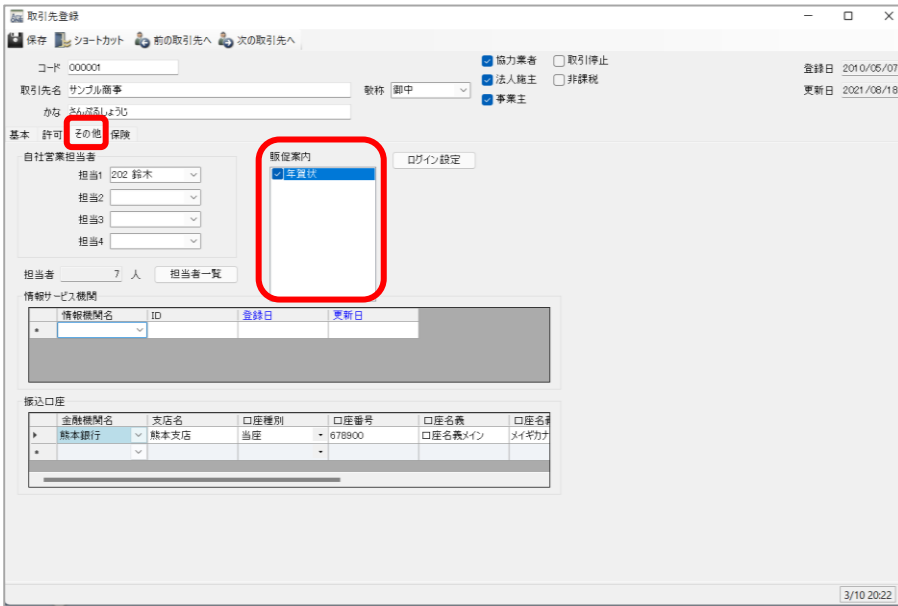 取引先登録
保存 ショートカット 前の取引先へ 次の取引先へ
コード 000001
協力業者 取引停止
登録日 2010/05/07
法人施主 非課税
取引先名 サンプル商事 敬称 御中
更新日 2021/08/18
事業主
かな さんぷるしょうじ
基本 許可 その他 保険
自社営業担当者 販促案内 ログイン設定
担当1 202 鈴木
年賀状
担当2
担当3
担当4
担当者 7 人 担当者一覧
情報サービス機関
情報機関名 ID 登録日 更新日
振込口座
金融機関名 支店名 口座種別 口座番号 口座名義 口座名
熊本銀行 熊本支店 当座 678900 口座名義メイン メイギカナ
3/10 20:22